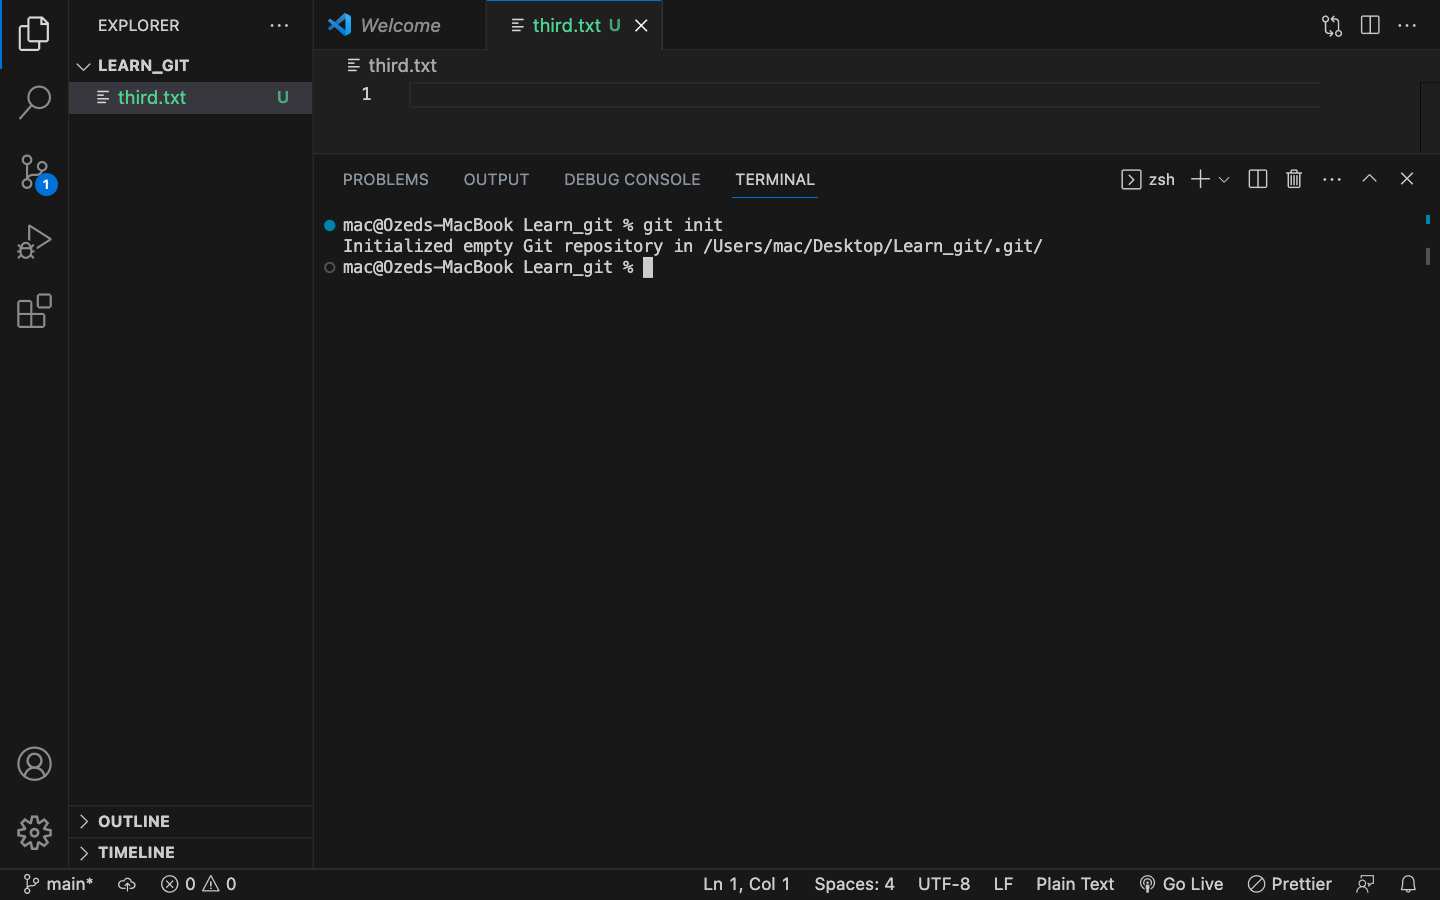 EXPLORER
LEARN_GIT
third.txt U
1
OUTLINE
TIMELINE
Welcome
third.txt U
third.txt
1
PROBLEMS OUTPUT DEBUG CONSOLE TERMINAL
zsh
mac@Ozeds-MacBook Learn_git % git init
Initialized empty Git repository in /Users/mac/Desktop/Learn_git/.git/
mac@Ozeds-MacBook Learn_git %
main* 0 0 Ln 1, Col 1 Spaces: 4 UTF-8 LF Plain Text Go Live Prettier